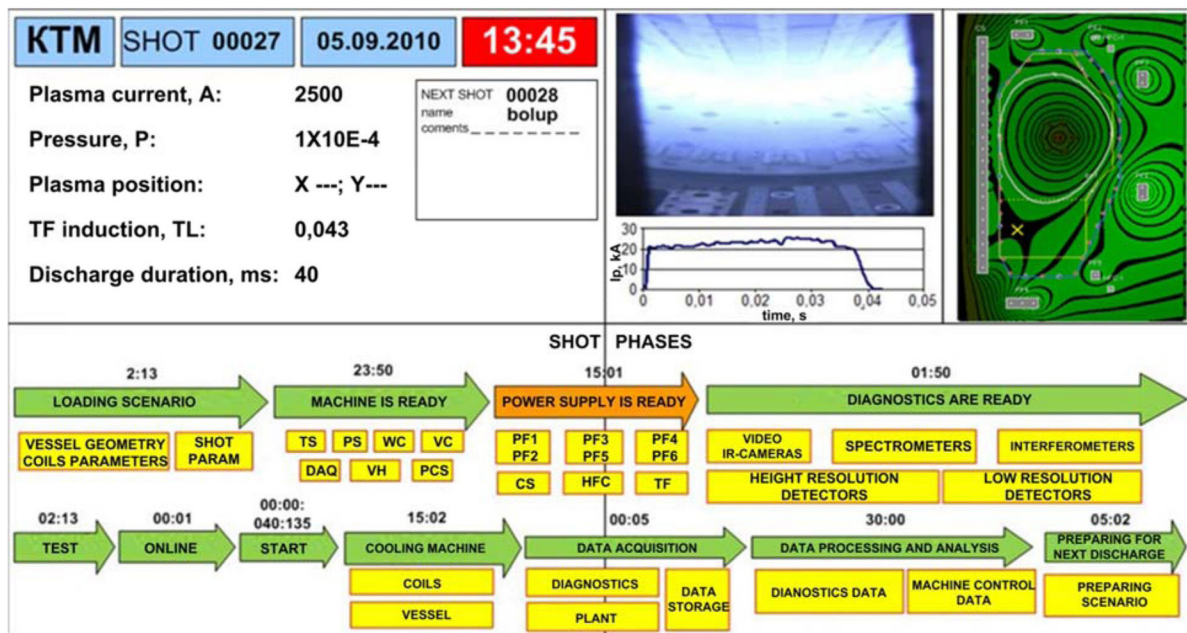 KTM
SHOT 00027
05.09.2010
13:45
Plasma current, A: 2500
Pressure, P: 1X10E-4
Plasma position: X ---; Y---
TF induction, TL: 0,043
Discharge duration, ms: 40
NEXT SHOT 00028
name bolup
coments_ _ _ _ _ _ _ _
Ip, kA
30
20
10
0
0 0,01 0,02 0,03 0,04 0,05
time, s
CS
PF1
SHOT PHASES
2:13
LOADING SCENARIO
VESSEL GEOMETRY
COILS PARAMETERS
SHOT
PARAM
23:50
MACHINE IS READY
TS PS WC VC
DAQ VH PCS
15:01
POWER SUPPLY IS READY
PF1
PF2
PF3
PF5
PF4
PF6
CS HFC TF
01:50
DIAGNOSTICS ARE READY
VIDEO
IR-CAMERAS
SPECTROMETERS
INTERFEROMETERS
HEIGHT RESOLUTION
DETECTORS
LOW RESOLUTION
DETECTORS
02:13
TEST
00:01
ONLINE
00:00:
040:135
START
15:02
COOLING MACHINE
COILS
VESSEL
00:05
DATA ACQUISITION
DIAGNOSTICS
PLANT
DATA
STORAGE
30:00
DATA PROCESSING AND ANALYSIS
DIANOSTICS DATA
MACHINE CONTROL
DATA
05:02
PREPARING FOR
NEXT DISCHARGE
PREPARING
SCENARIO